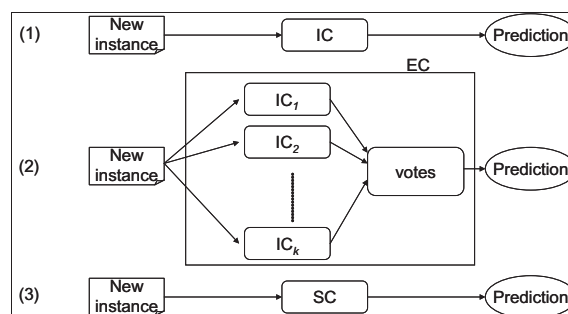 (1) New instance IC Prediction
EC
IC1
IC2
(2) New instance votes Prediction
ICk
(3) New instance SC Prediction